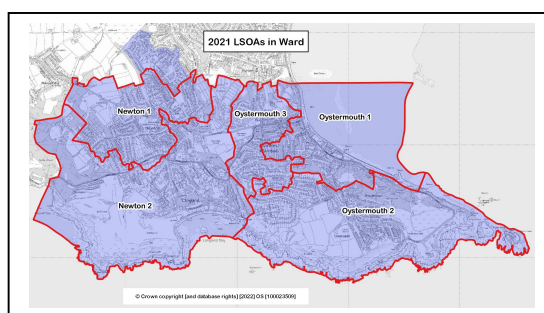 2021 LSOAs in Ward
Newton 1
Oystermouth 3
Oystermouth 1
Newton 2
Oystermouth 2
© Crown copyright [and database rights] [2022] OS [100023509]